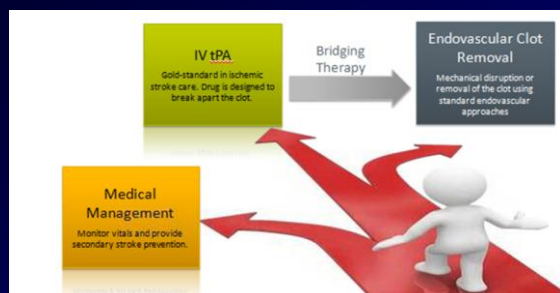 IV tPA
Gold-standard in ischemic
stroke care. Drug is designed to
break apart the clot.
Bridging
Therapy
Endovascular Clot
Removal
Mechanical disruption or
removal of the clot using
standard endovascular
approaches
Medical
Management
Monitor vitals and provide
secondary stroke prevention.